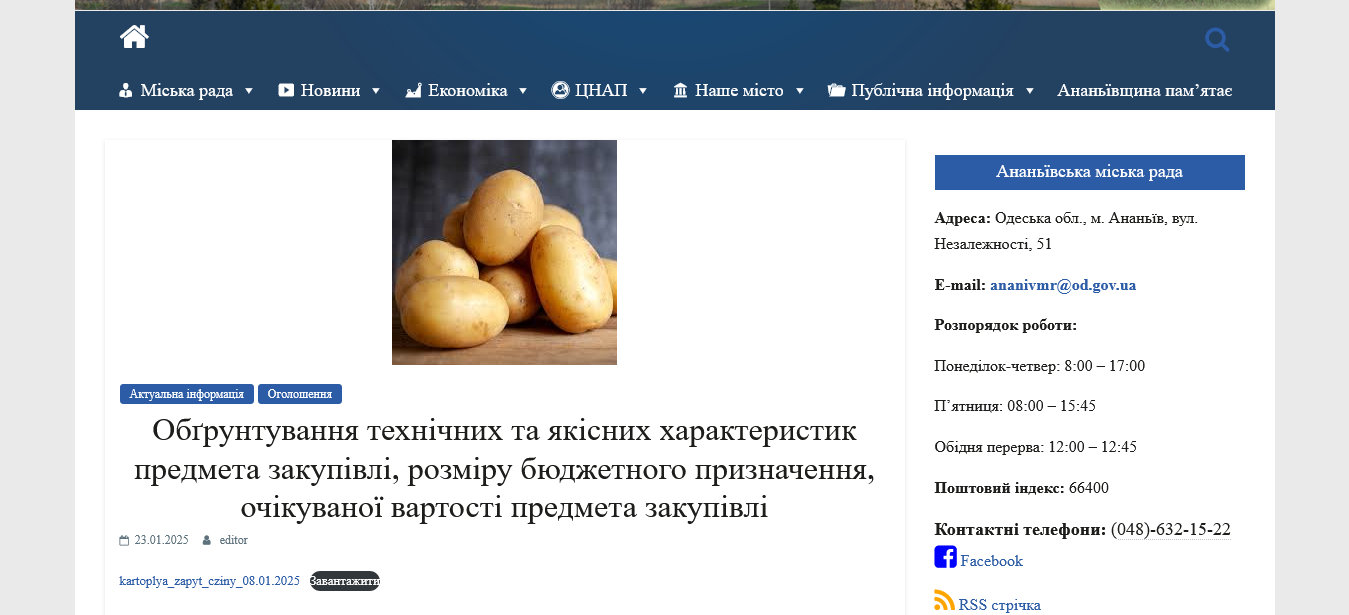 Міська рада
Новини
Економіка
ЦНАП
Наше місто
Публічна інформація
Ананьївщина пам’ятає
Актуальна інформація
Оголошення
Обґрунтування технічних та якісних характеристик
предмета закупівлі, розміру бюджетного призначення,
очікуваної вартості предмета закупівлі
23.01.2025
editor
kartoplya_zapyt_cziny_08.01.2025
Завантажити
Ананьївська міська рада
Адреса: Одеська обл., м. Ананьїв, вул.
Незалежності, 51
E-mail: ananivmr@od.gov.ua
Розпорядок роботи:
Понеділок-четвер: 8:00 – 17:00
П’ятниця: 08:00 – 15:45
Обідня перерва: 12:00 – 12:45
Поштовий індекс: 66400
Контактні телефони: (048)-632-15-22
Facebook
RSS стрічка